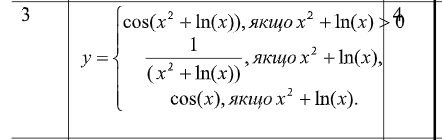 3
cos(x² + ln(x)), якщо x² + ln(x) > 0
4
y = { 1 / (x² + ln(x)), якщо x² + ln(x),
cos(x), якщо x² + ln(x).